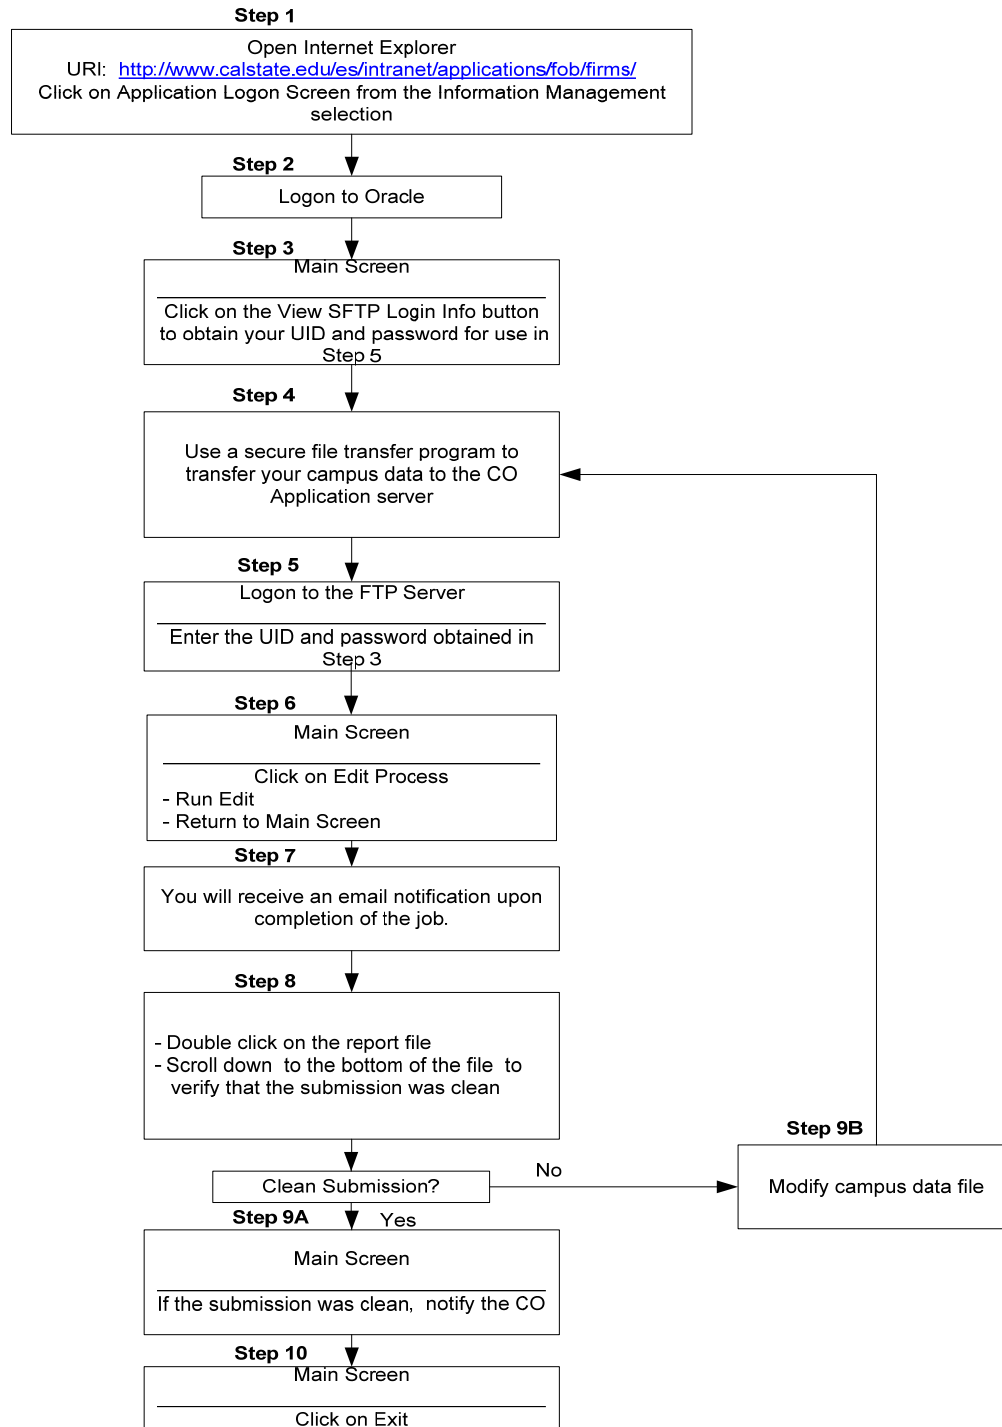 Step 1
Open Internet Explorer
URI: http://www.calstate.edu/es/intranet/applications/fob/firms/
Click on Application Logon Screen from the Information Management
selection
Step 2
Logon to Oracle
Step 3
Main Screen
Click on the View SFTP Login Info button
to obtain your UID and password for use in
Step 5
Step 4
Use a secure file transfer program to
transfer your campus data to the CO
Application server
Step 5
Logon to the FTP Server
Enter the UID and password obtained in
Step 3
Step 6
Main Screen
Click on Edit Process
- Run Edit
- Return to Main Screen
Step 7
You will receive an email notification upon
completion of the job.
Step 8
- Double click on the report file
- Scroll down to the bottom of the file to
verify that the submission was clean
Clean Submission?
No
Step 9B
Modify campus data file
Step 9A
Yes
Main Screen
If the submission was clean, notify the CO
Step 10
Main Screen
Click on Exit